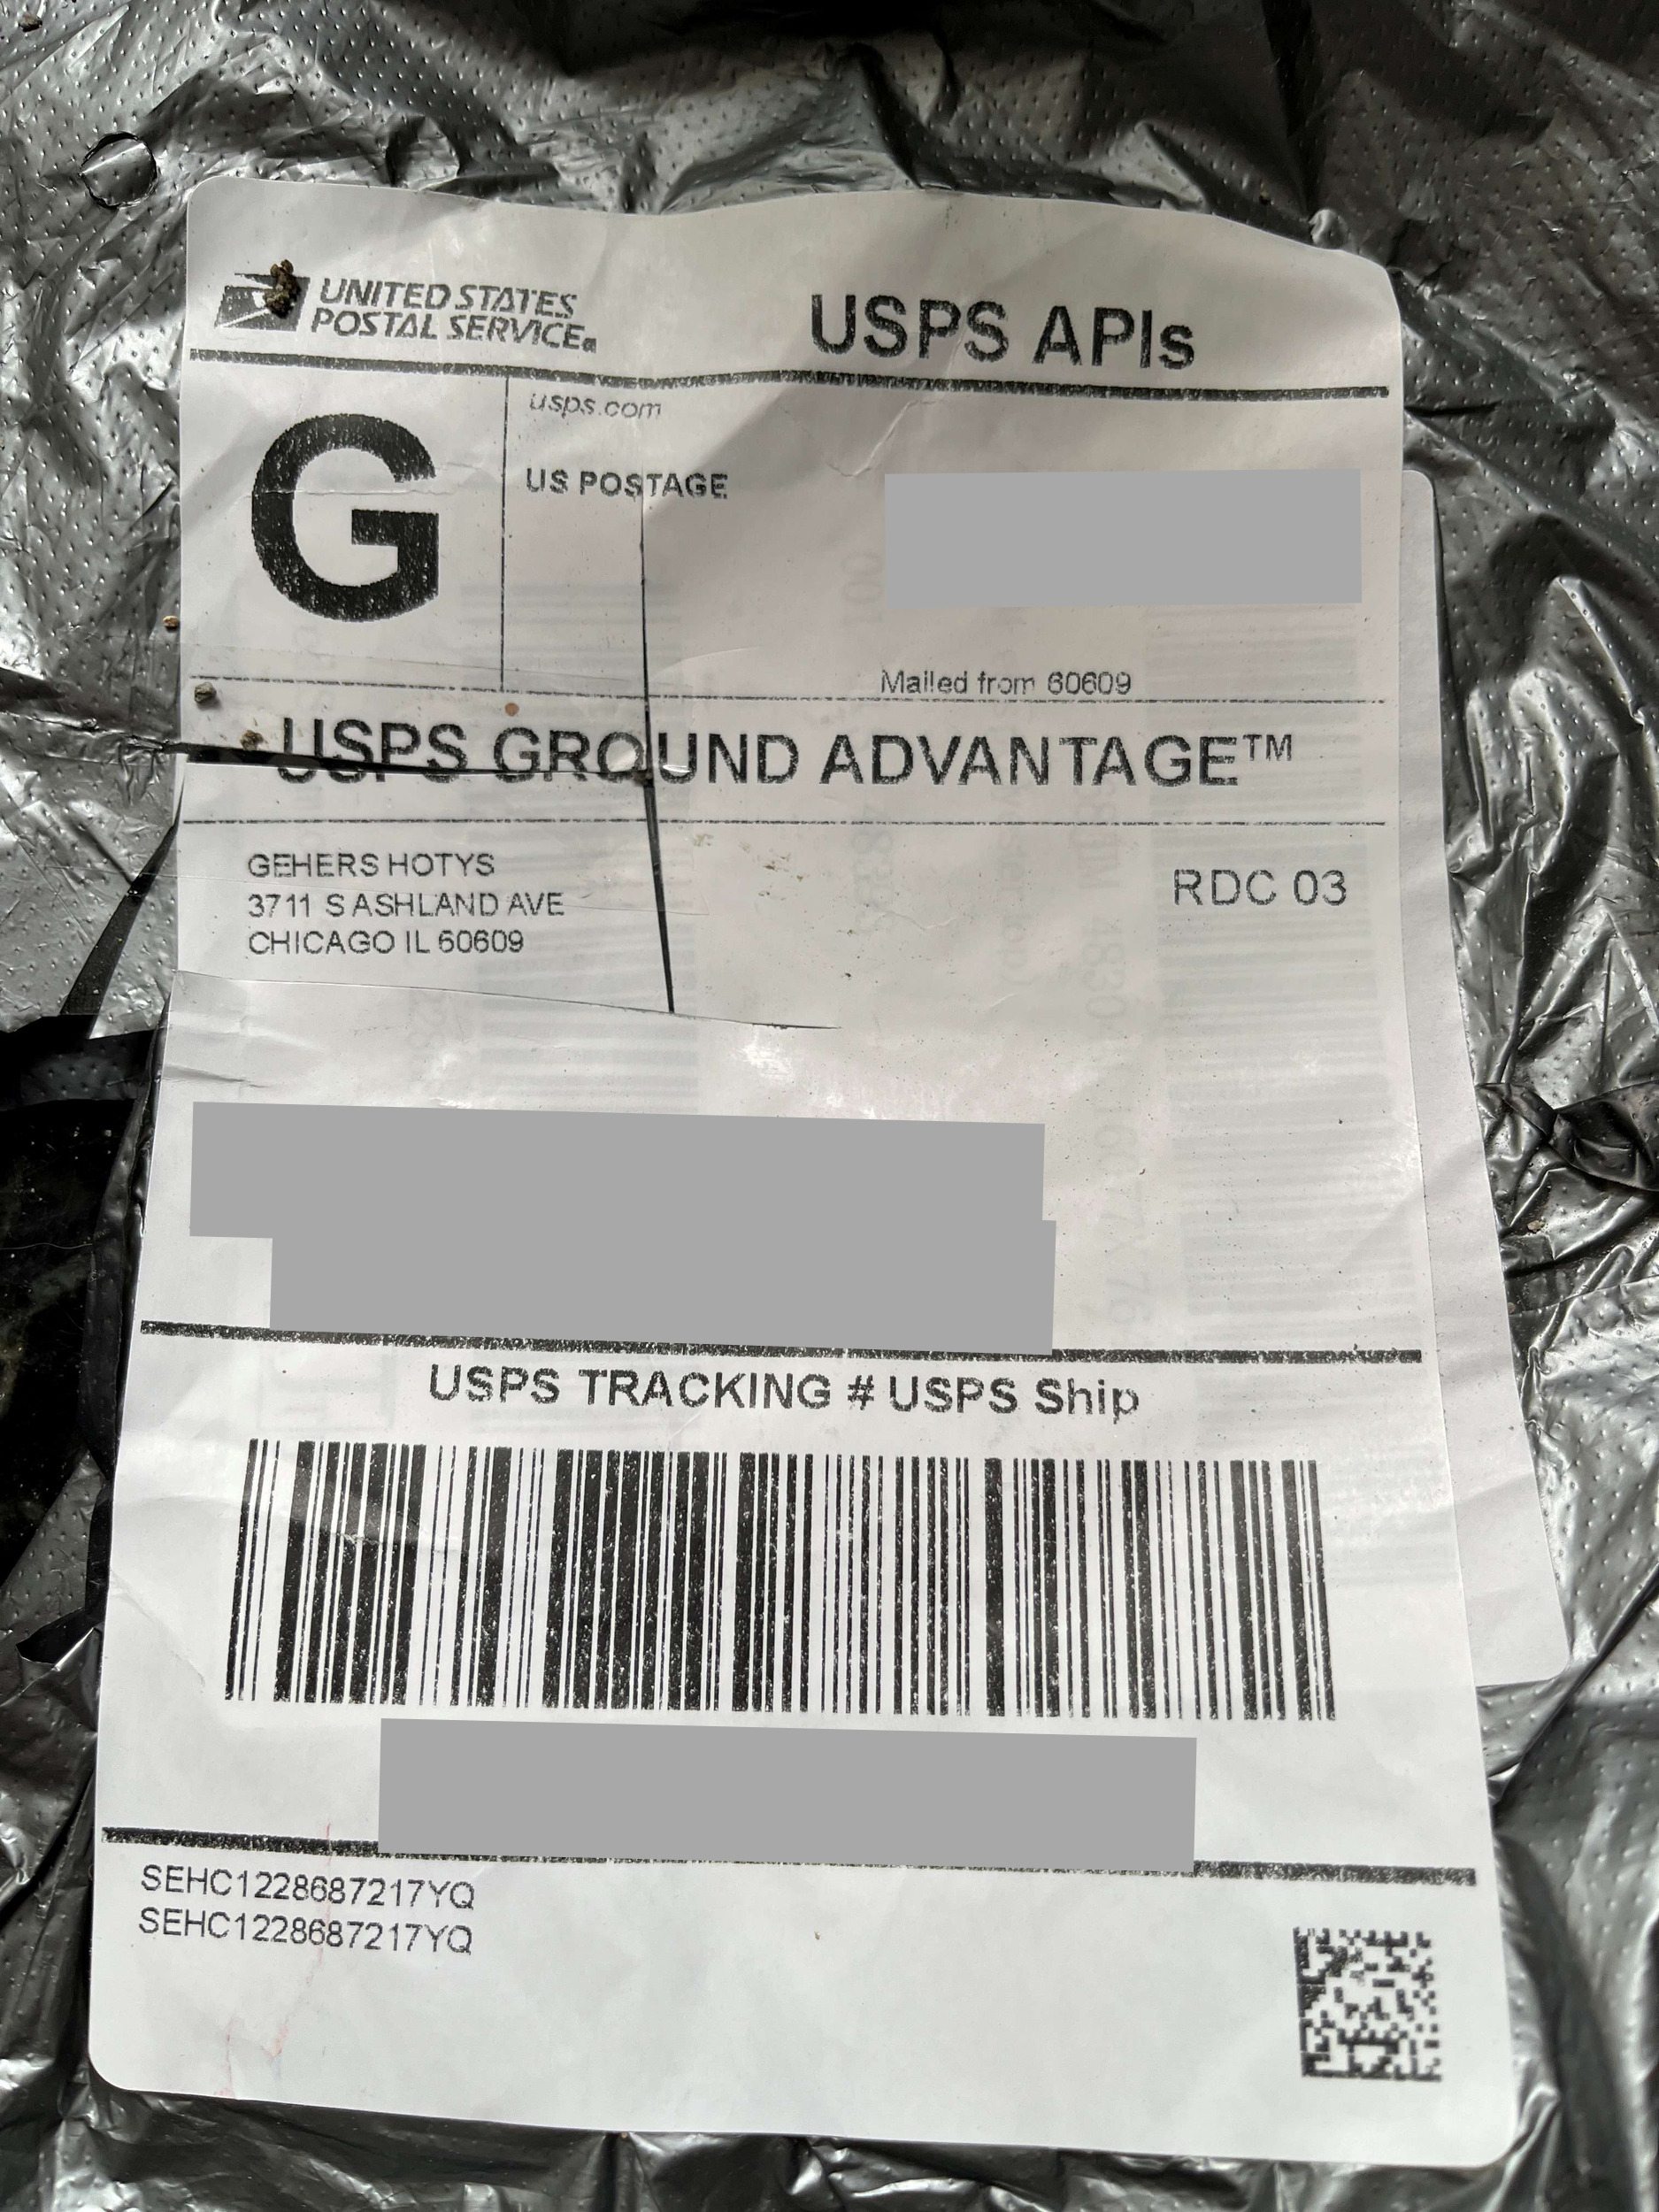 UNITED STATES
POSTAL SERVICE®
USPS APIs
G
usps.com
US POSTAGE
Mailed from 60609
USPS GROUND ADVANTAGE™
GEHERS HOTYS
3711 S ASHLAND AVE
CHICAGO IL 60609
RDC 03
USPS TRACKING # USPS Ship
SEHC1228687217YQ
SEHC1228687217YQ